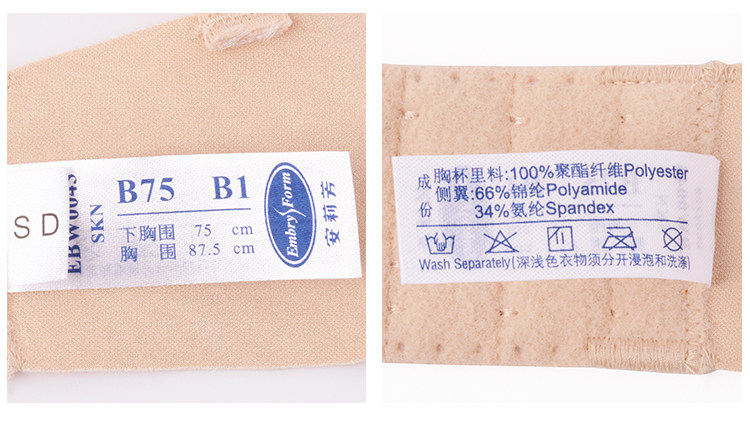 S D
EBW0043
SKN
B75 B1
下胸围 75 cm
胸 围 87.5 cm
Embry Form
安莉芳
成 胸杯里料:100%聚酯纤维Polyester
侧翼:66%锦纶Polyamide
份 34%氨纶Spandex
Wash Separately(深浅色衣物须分开浸泡和洗涤)